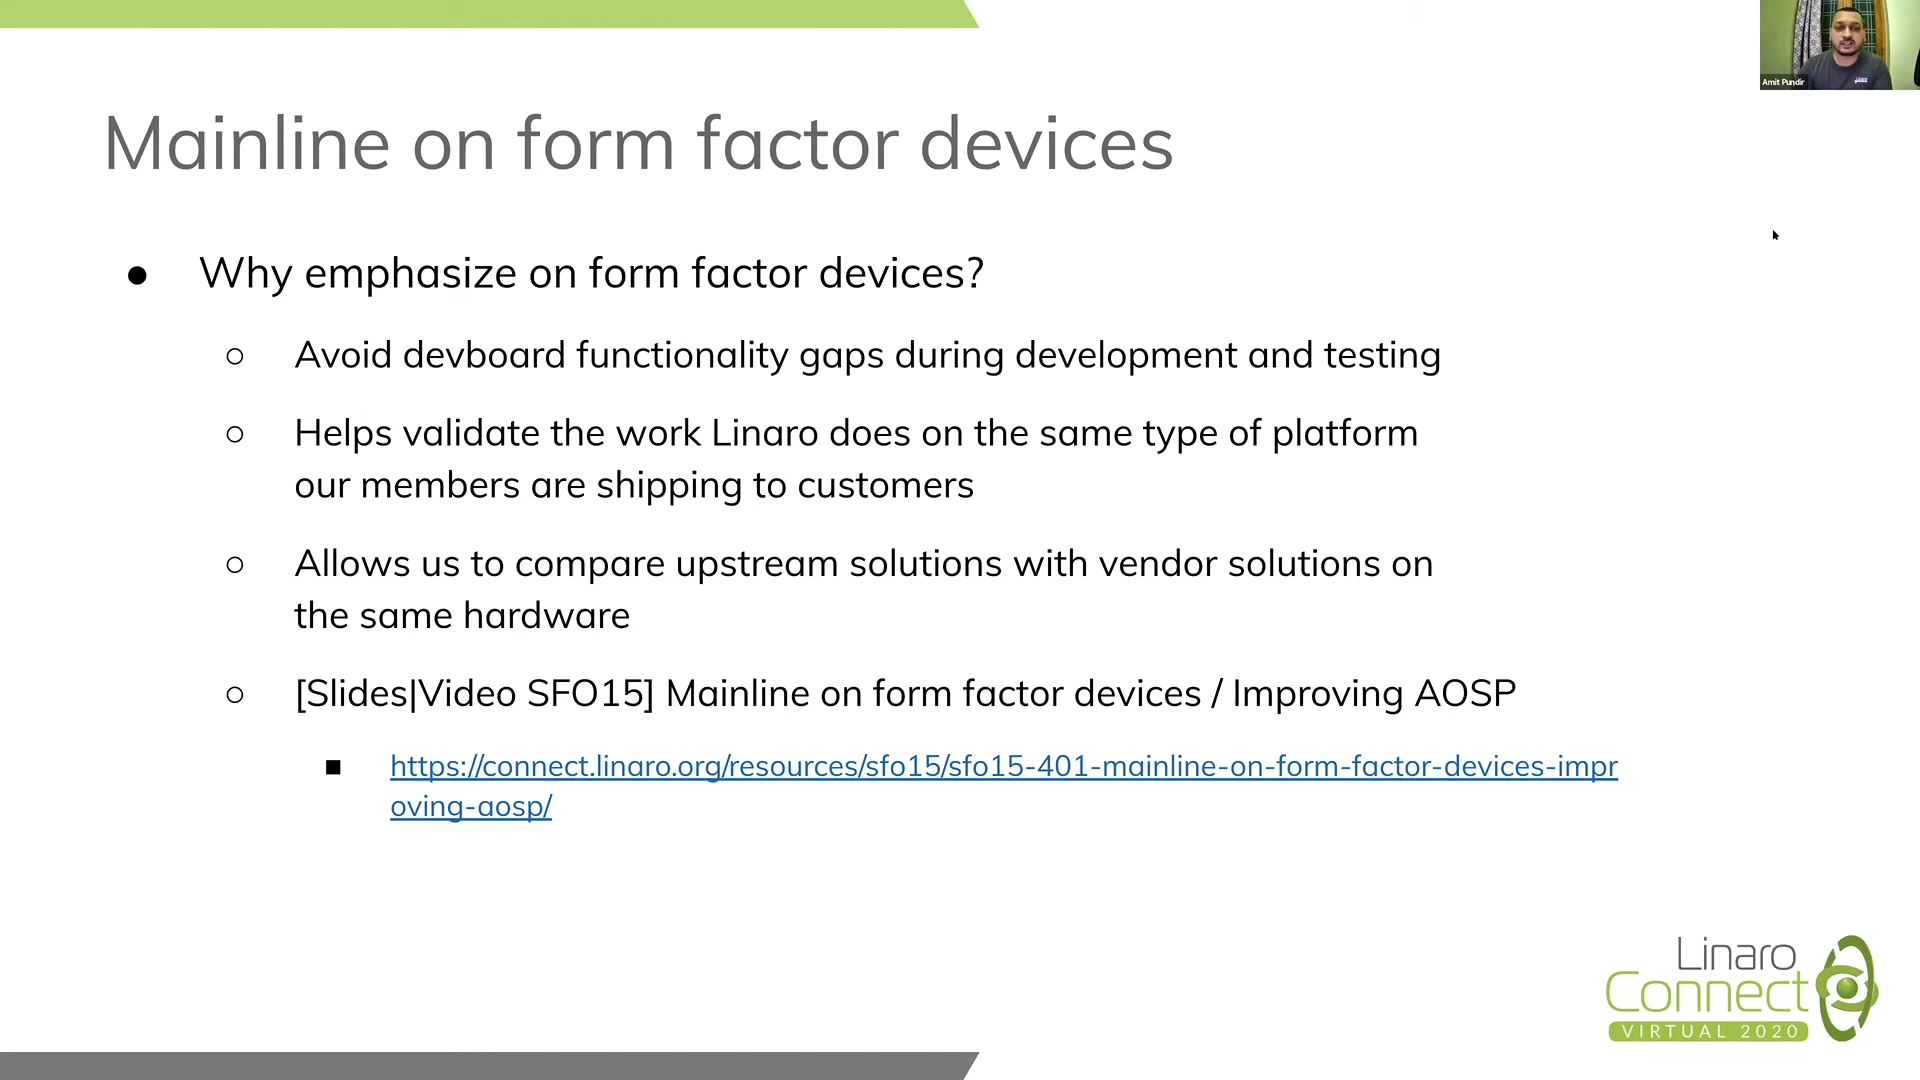 Amit Pundir
Mainline on form factor devices
● Why emphasize on form factor devices?
○ Avoid devboard functionality gaps during development and testing
○ Helps validate the work Linaro does on the same type of platform
our members are shipping to customers
○ Allows us to compare upstream solutions with vendor solutions on
the same hardware
○ [Slides|Video SFO15] Mainline on form factor devices / Improving AOSP
■ https://connect.linaro.org/resources/sfo15/sfo15-401-mainline-on-form-factor-devices-impr
oving-aosp/
Linaro
Connect
VIRTUAL 2020